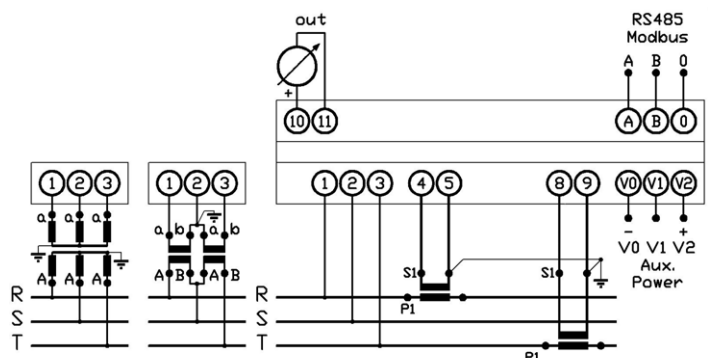 out
RS485
Modbus
A B 0
+
10 11 A B 0
1 2 3 1 2 3 1 2 3 4 5 8 9 V0 V1 V2
a a a a b a b - +
V0 V1 V2
Aux.
Power
A A A A B A B S1 S1
R R
P1
S S
T T
P1